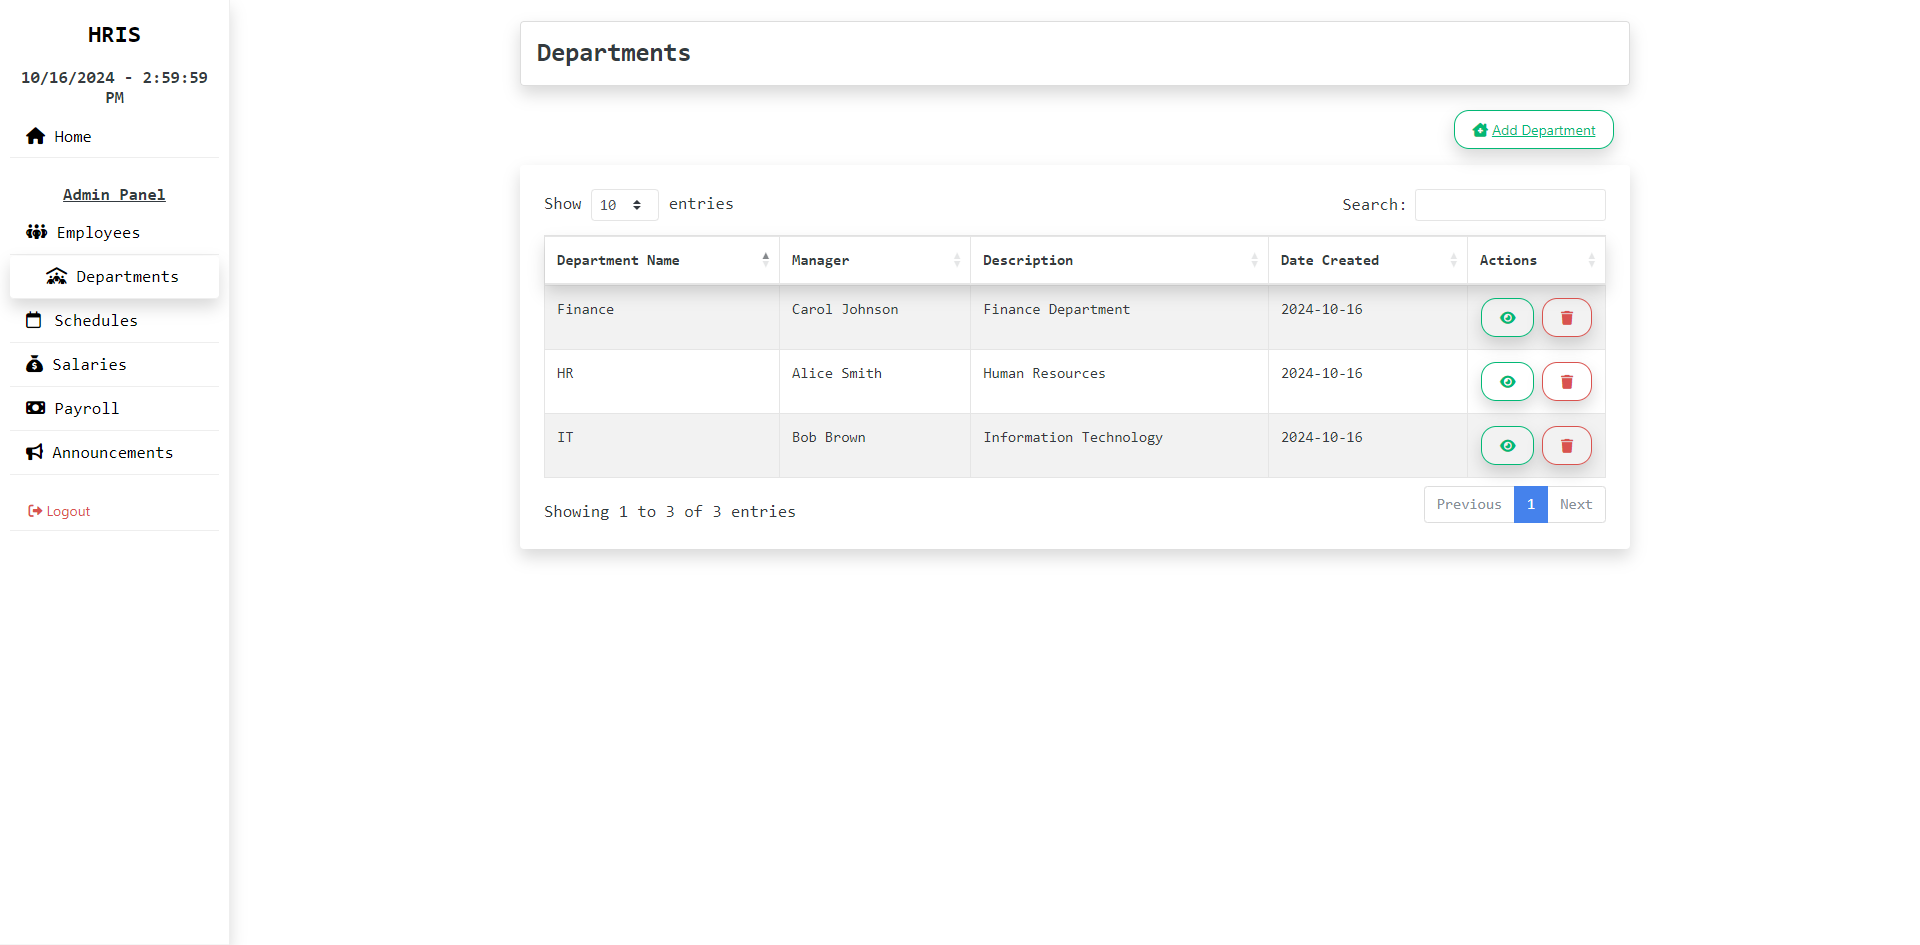 HRIS
10/16/2024 - 2:59:59
PM
Home
Admin Panel
Employees
Departments
Schedules
Salaries
Payroll
Announcements
Logout
Departments
Add Department
Show 10 entries
Search:
Department Name Manager Description Date Created Actions
Finance Carol Johnson Finance Department 2024-10-16
HR Alice Smith Human Resources 2024-10-16
IT Bob Brown Information Technology 2024-10-16
Showing 1 to 3 of 3 entries
Previous 1 Next